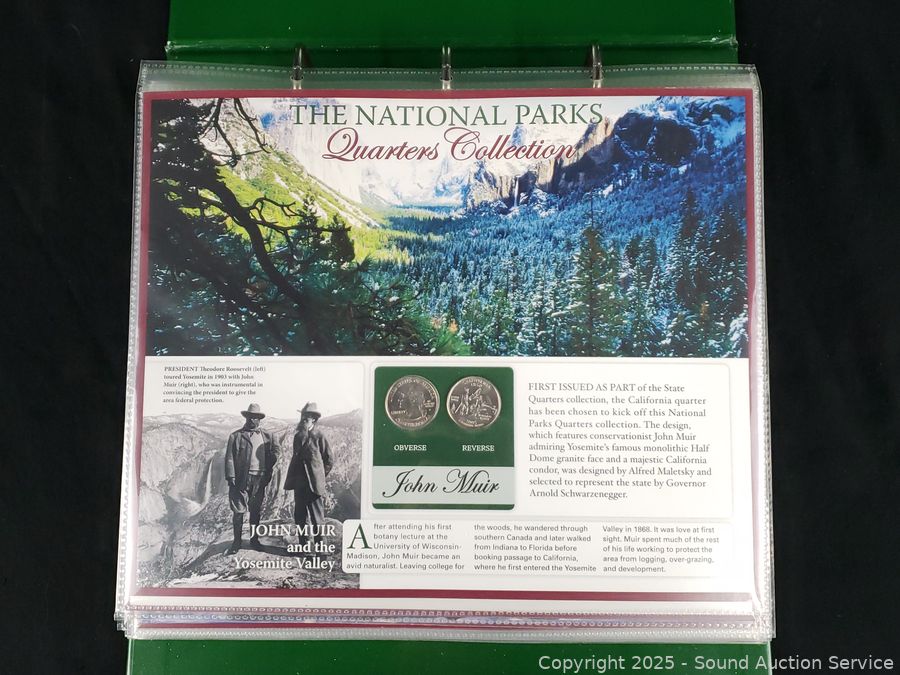 THE NATIONAL PARKS
Quarters Collection
PRESIDENT Theodore Roosevelt (left)
toured Yosemite in 1903 with John
Muir (right), who was instrumental in
convincing the president to give the
area federal protection.
JOHN MUIR
and the
Yosemite Valley
LIBERTY
OBVERSE
REVERSE
John Muir
FIRST ISSUED AS PART of the State
Quarters collection, the California quarter
has been chosen to kick off this National
Parks Quarters collection. The design,
which features conservationist John Muir
admiring Yosemite's famous monolithic Half
Dome granite face and a majestic California
condor, was designed by Alfred Maletsky and
selected to represent the state by Governor
Arnold Schwarzenegger.
After attending his first
botany lecture at the
University of Wisconsin-
Madison, John Muir became an
avid naturalist. Leaving college for
the woods, he wandered through
southern Canada and later walked
from Indiana to Florida before
booking passage to California,
where he first entered the Yosemite
Valley in 1868. It was love at first
sight. Muir spent much of the rest
of his life working to protect the
area from logging, over-grazing,
and development.
Copyright 2025 - Sound Auction Service